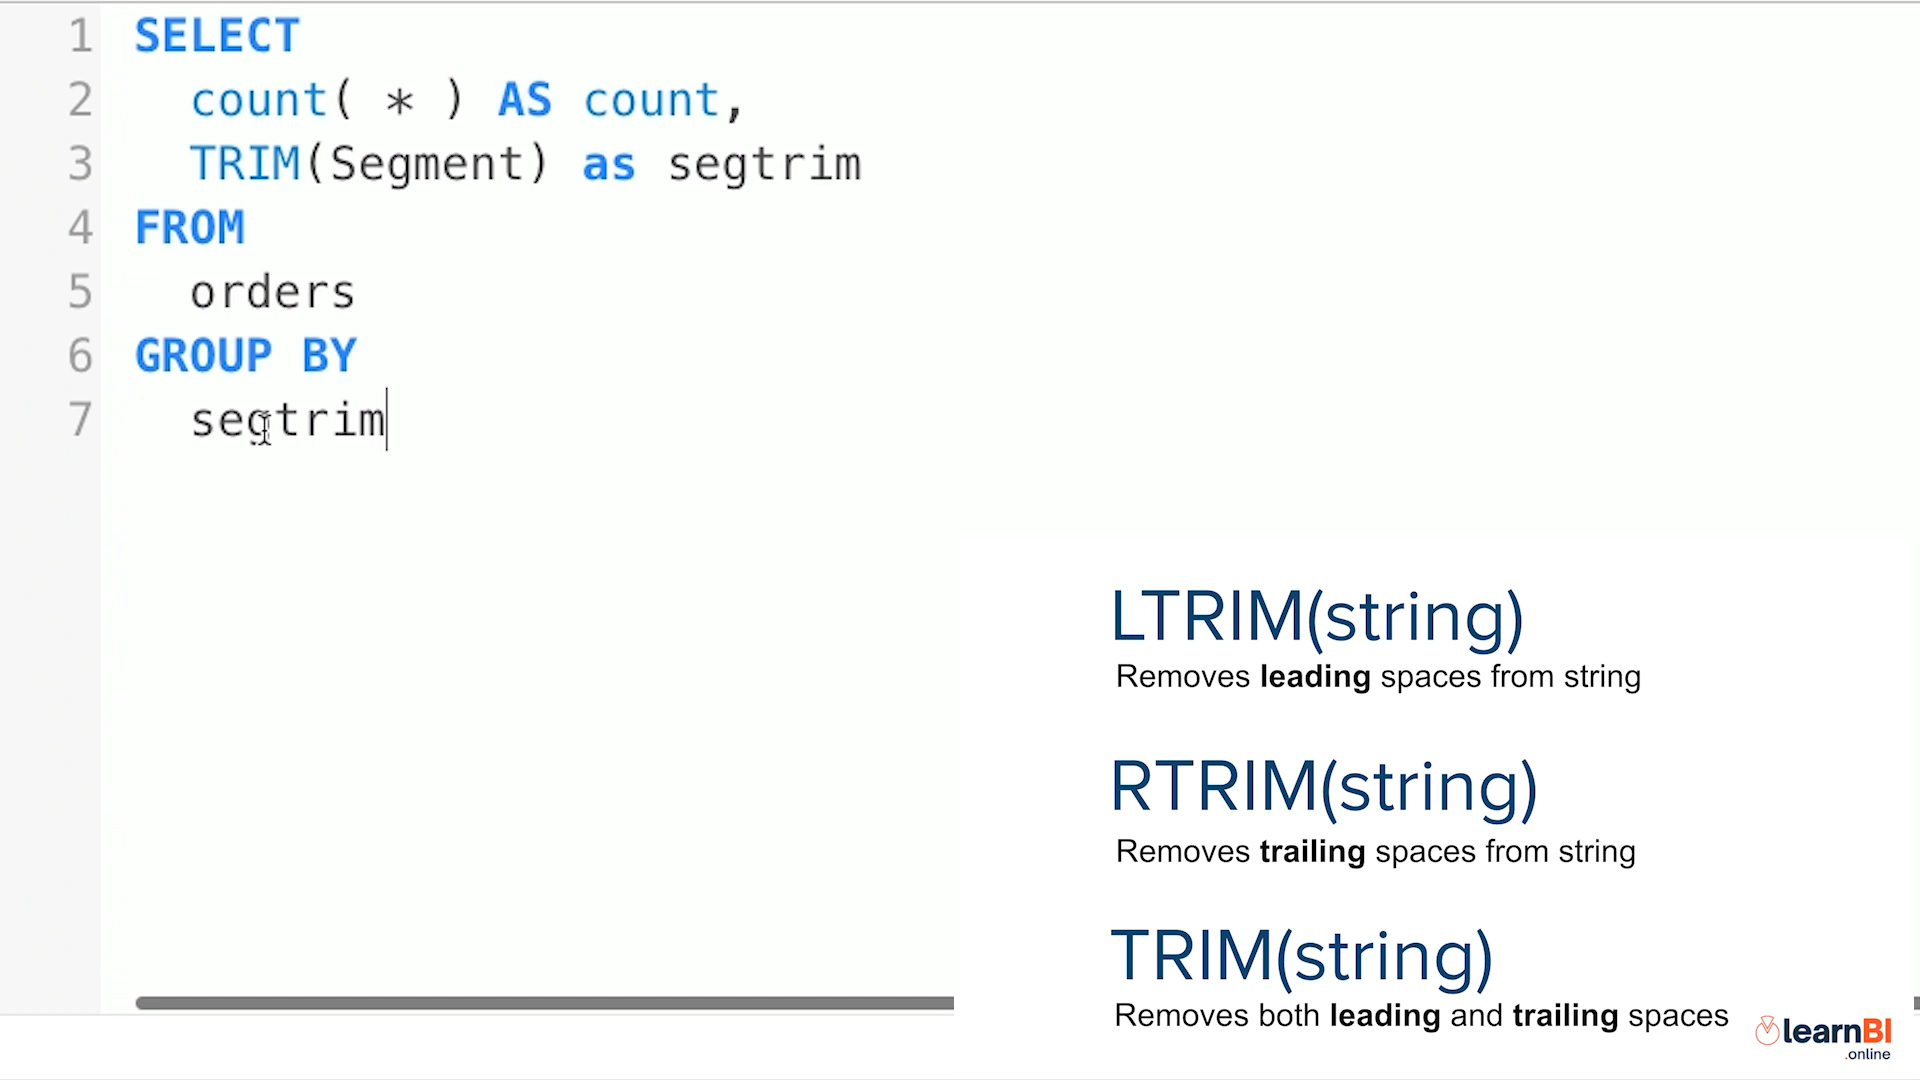 1 SELECT
2 count( * ) AS count,
3 TRIM(Segment) as segtrim
4 FROM
5 orders
6 GROUP BY
7 segtrim
LTRIM(string)
Removes leading spaces from string
RTRIM(string)
Removes trailing spaces from string
TRIM(string)
Removes both leading and trailing spaces
learnBI
.online